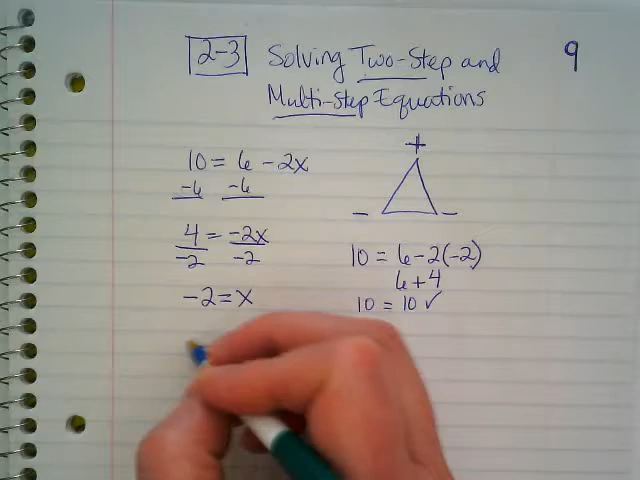 2-3 Solving Two-Step and 9
Multi-step Equations
10 = 6 - 2x
-6 -6
4 = -2x
-2 -2
-2 = x
+
- -
10 = 6 - 2(-2)
6 + 4
10 = 10 ✓